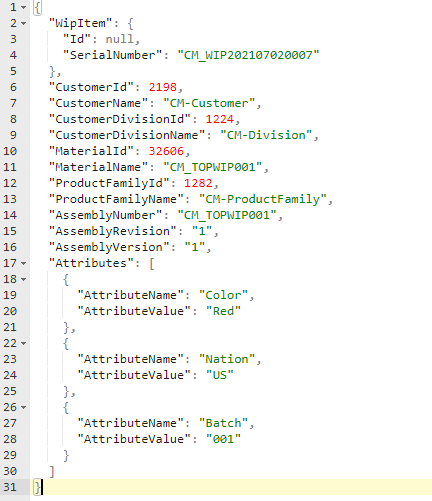 1 {
2 "WipItem": {
3 "Id": null,
4 "SerialNumber": "CM_WIP202107020007"
5 },
6 "CustomerId": 2198,
7 "CustomerName": "CM-Customer",
8 "CustomerDivisionId": 1224,
9 "CustomerDivisionName": "CM-Division",
10 "MaterialId": 32606,
11 "MaterialName": "CM_TOPWIP001",
12 "ProductFamilyId": 1282,
13 "ProductFamilyName": "CM-ProductFamily",
14 "AssemblyNumber": "CM_TOPWIP001",
15 "AssemblyRevision": "1",
16 "AssemblyVersion": "1",
17 "Attributes": [
18 {
19 "AttributeName": "Color",
20 "AttributeValue": "Red"
21 },
22 {
23 "AttributeName": "Nation",
24 "AttributeValue": "US"
25 },
26 {
27 "AttributeName": "Batch",
28 "AttributeValue": "001"
29 }
30 ]
31 }